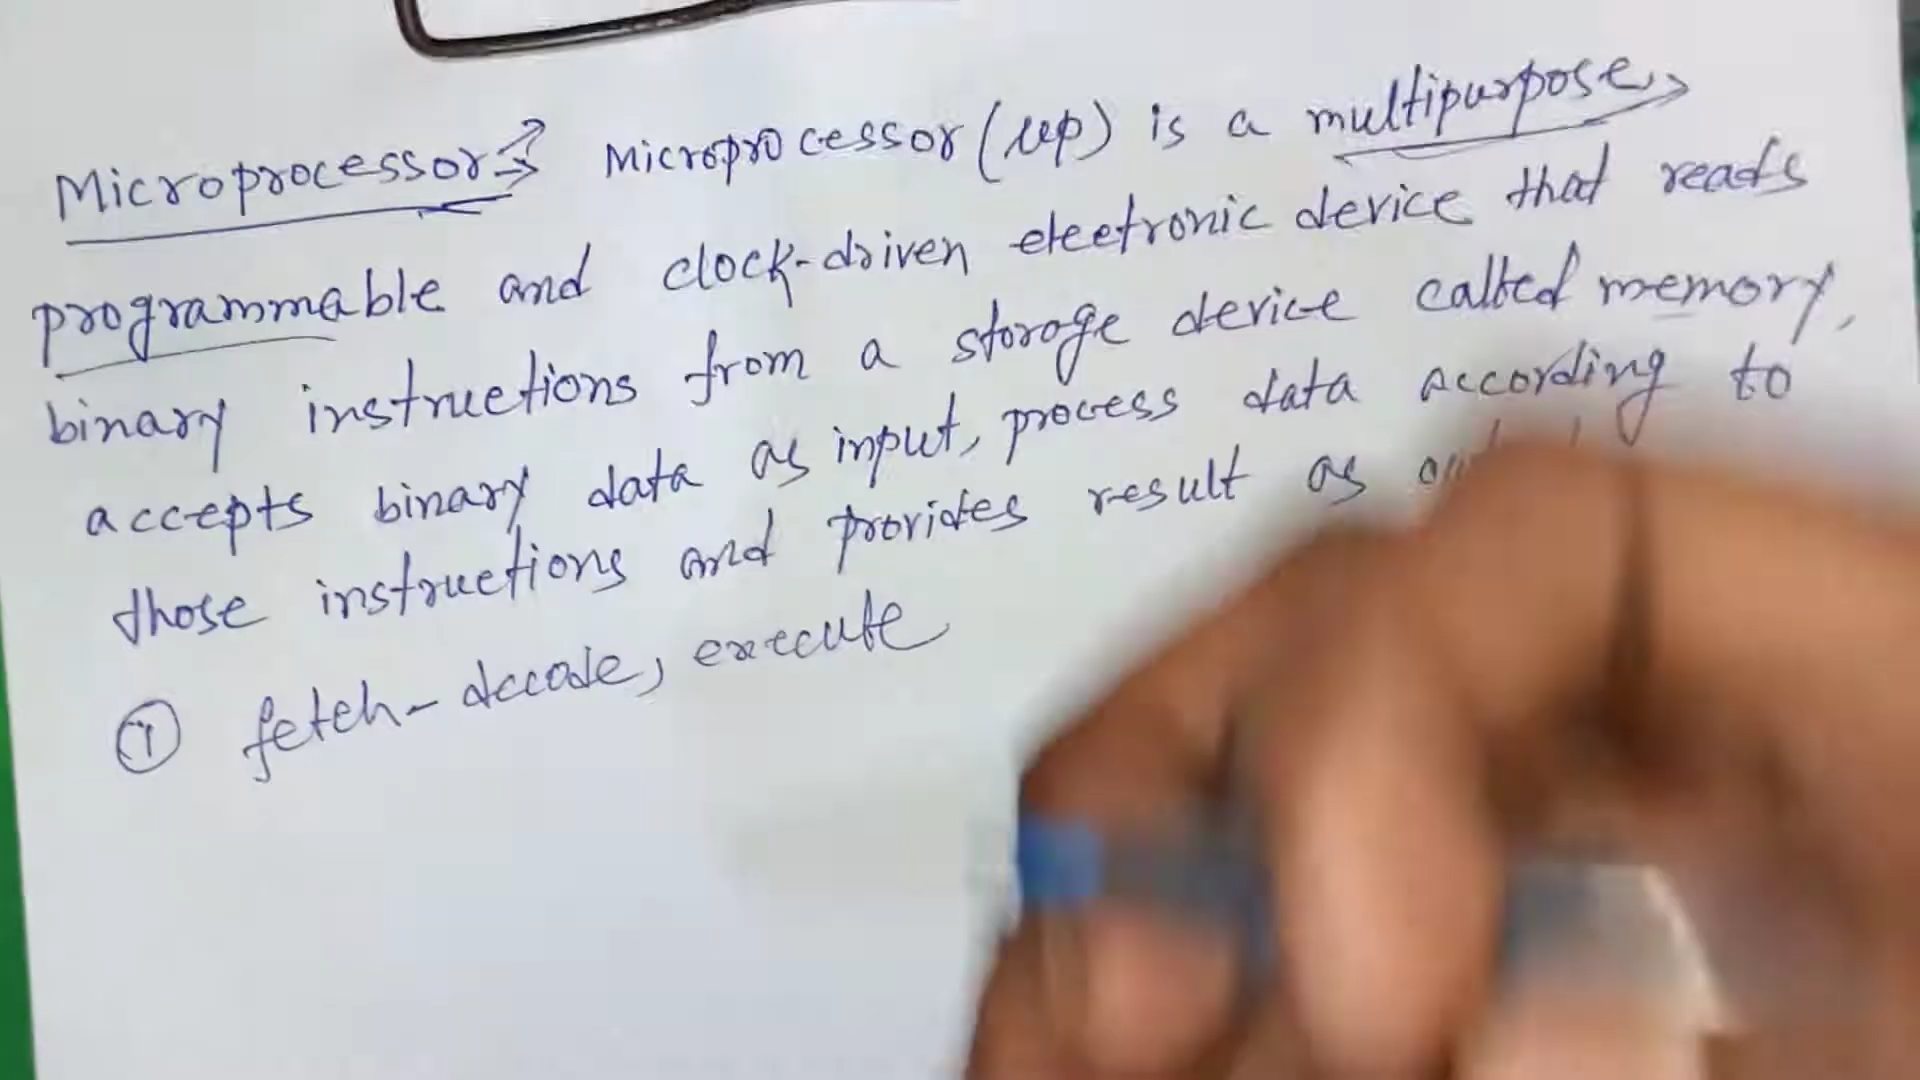 Microprocessor → Microprocessor (μp) is a multipurpose,
programmable and clock-driven electronic device that reads
binary instructions from a storage device called memory,
accepts binary data as input, process data according to
those instructions and provides result as
① fetch-decode, execute